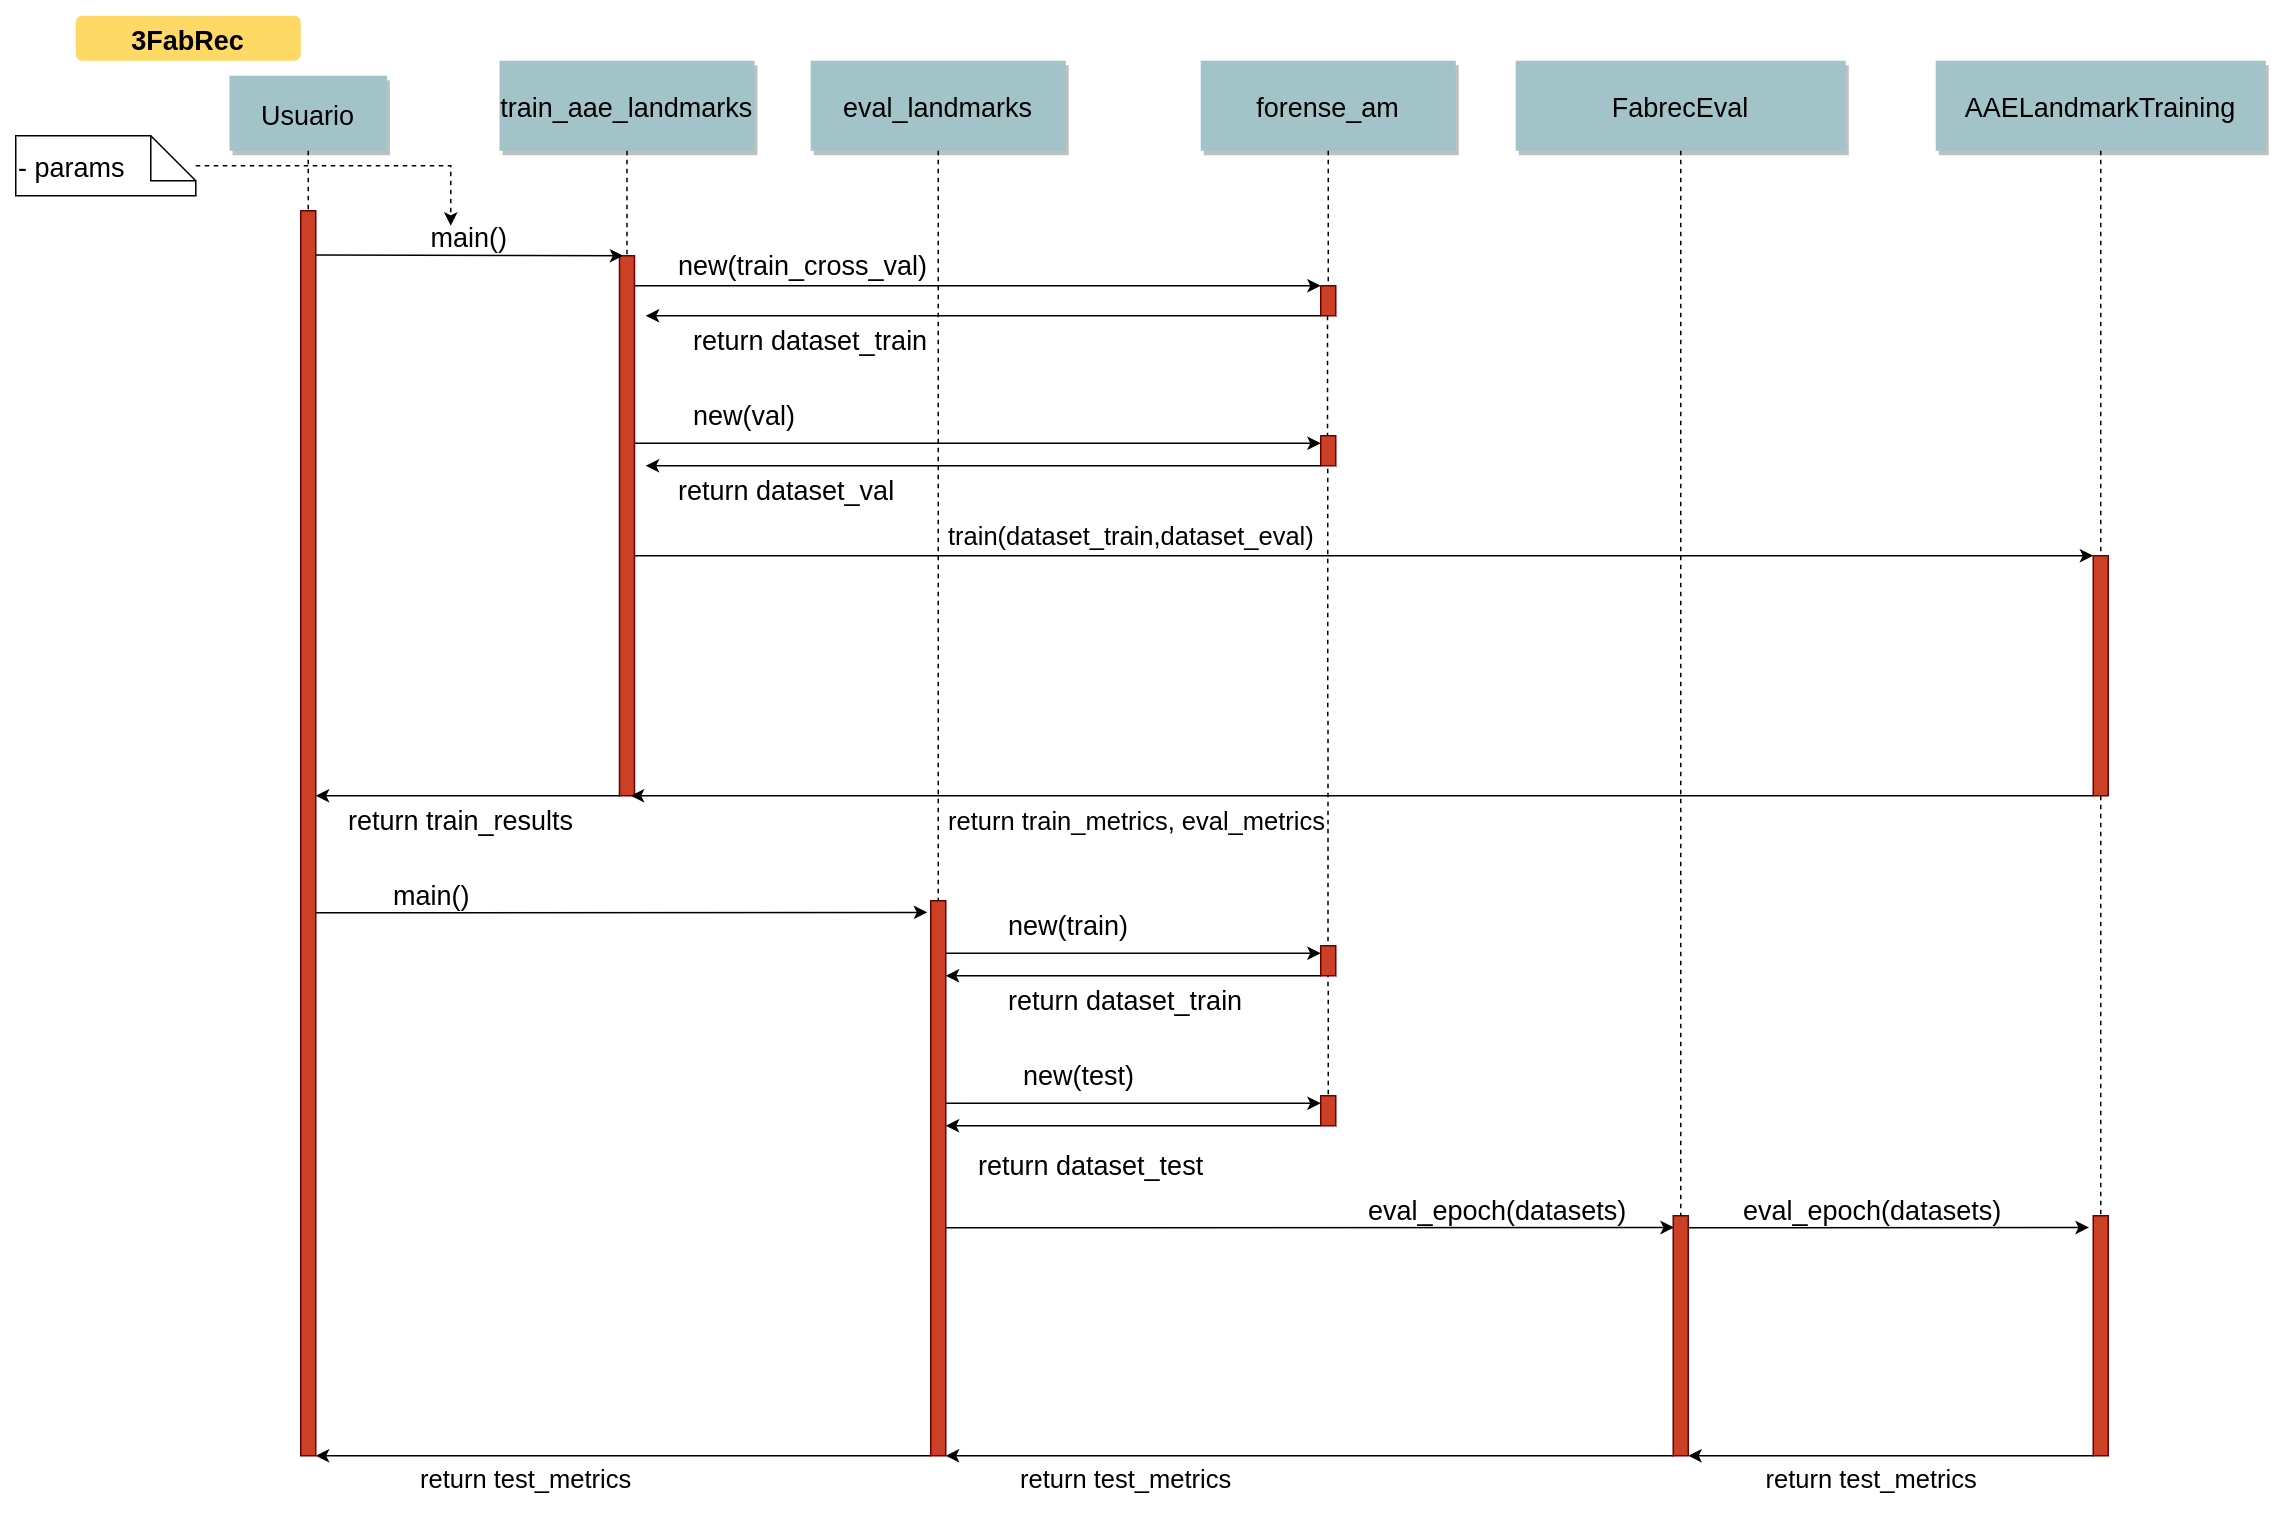 3FabRec
Usuario
train_aae_landmarks
eval_landmarks
forense_am
FabrecEval
AAELandmarkTraining
- params
main()
new(train_cross_val)
return dataset_train
new(val)
return dataset_val
train(dataset_train,dataset_eval)
return train_results
return train_metrics, eval_metrics
main()
new(train)
return dataset_train
new(test)
return dataset_test
eval_epoch(datasets)
eval_epoch(datasets)
return test_metrics
return test_metrics
return test_metrics